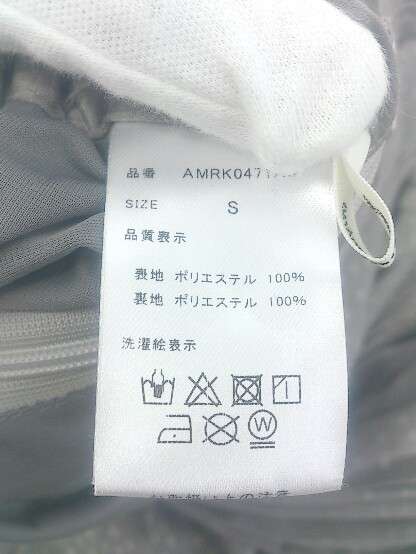 品番 AMRK0471
SIZE S
品質表示
表地 ポリエステル 100%
裏地 ポリエステル 100%
洗濯絵表示
W